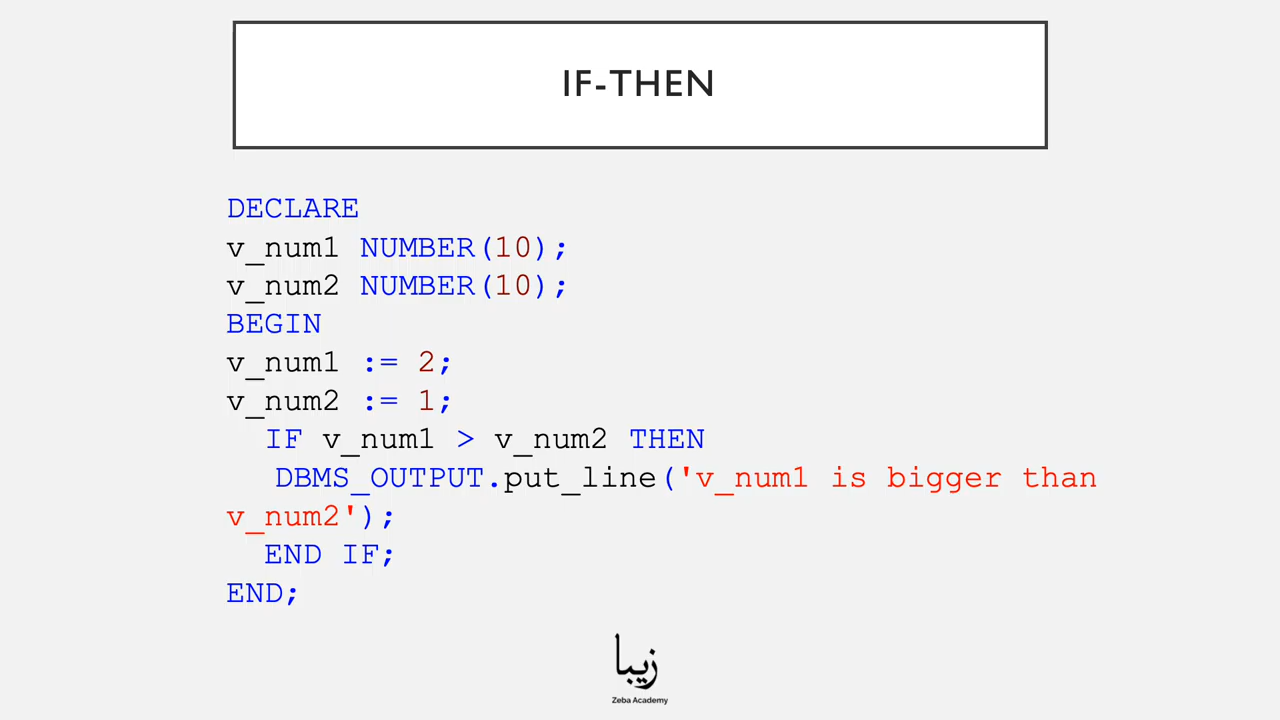 IF-THEN
DECLARE
v_num1 NUMBER(10);
v_num2 NUMBER(10);
BEGIN
v_num1 := 2;
v_num2 := 1;
IF v_num1 > v_num2 THEN
DBMS_OUTPUT.put_line('v_num1 is bigger than
v_num2');
END IF;
END;
زيبا
Zeba Academy